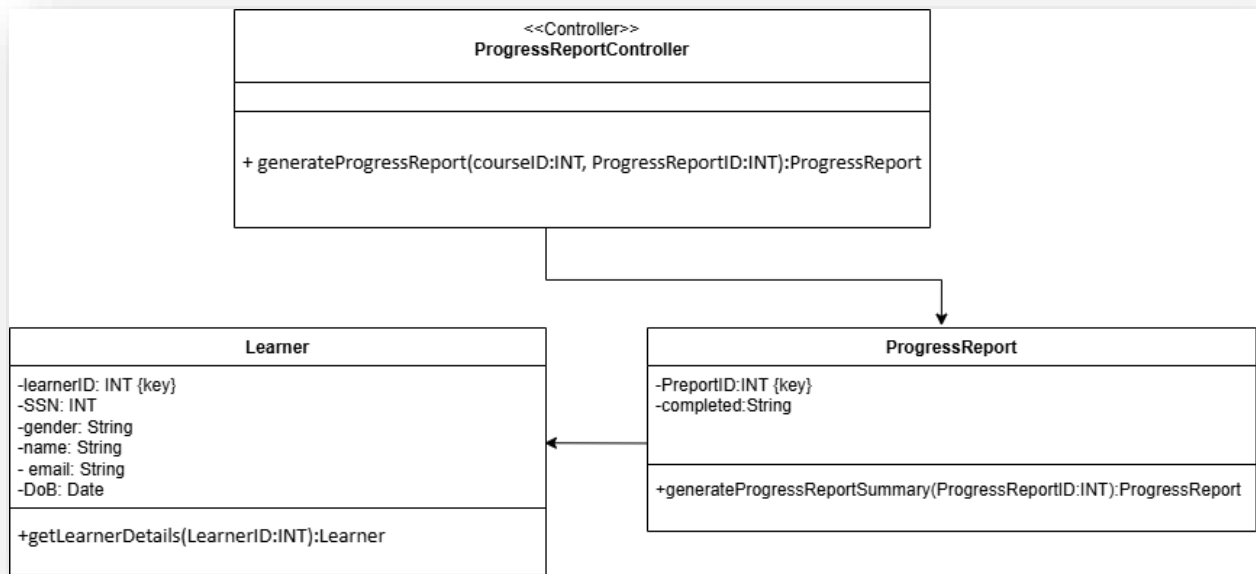 <<Controller>>
ProgressReportController
+ generateProgressReport(courseID:INT, ProgressReportID:INT):ProgressReport
Learner
-learnerID: INT {key}
-SSN: INT
-gender: String
-name: String
- email: String
-DoB: Date
+getLearnerDetails(LearnerID:INT):Learner
ProgressReport
-PreportID:INT {key}
-completed:String
+generateProgressReportSummary(ProgressReportID:INT):ProgressReport